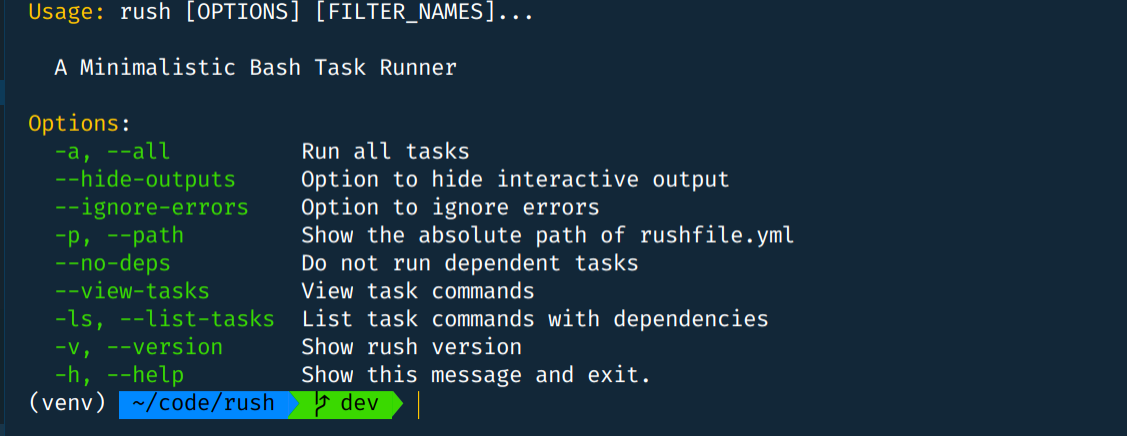 Usage: rush [OPTIONS] [FILTER_NAMES]...
A Minimalistic Bash Task Runner
Options:
-a, --all Run all tasks
--hide-outputs Option to hide interactive output
--ignore-errors Option to ignore errors
-p, --path Show the absolute path of rushfile.yml
--no-deps Do not run dependent tasks
--view-tasks View task commands
-ls, --list-tasks List task commands with dependencies
-v, --version Show rush version
-h, --help Show this message and exit.
(venv) ~/code/rush dev